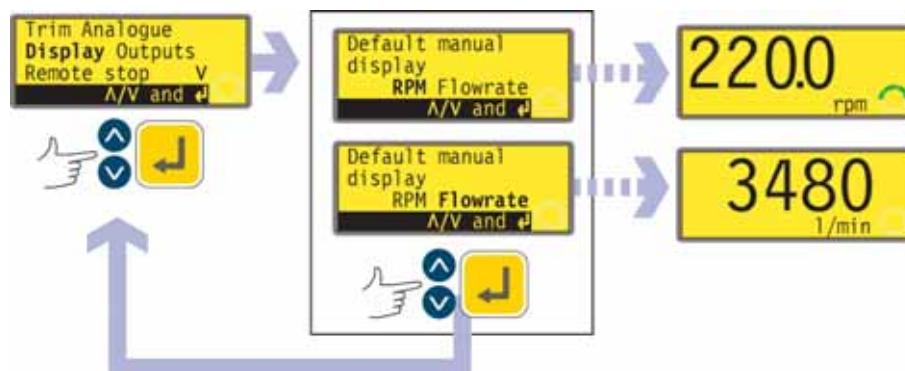 Trim Analogue
Display Outputs
Remote stop V
Λ/V and ↲
Default manual
display
RPM Flowrate
Λ/V and ↲
220.0
rpm
Default manual
display
RPM Flowrate
Λ/V and ↲
3480
l/min